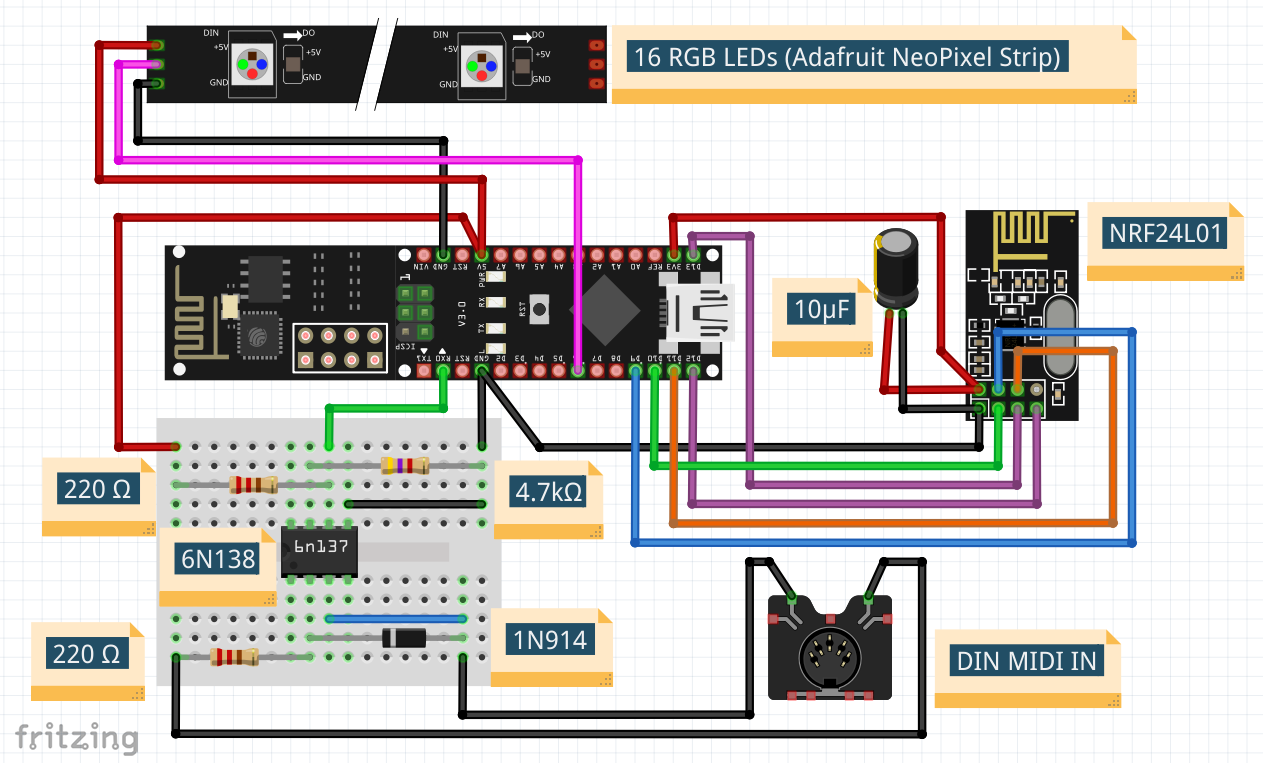 DIN
DO
+5V
+5V
GND
GND
DIN
DO
+5V
+5V
GND
GND
16 RGB LEDs (Adafruit NeoPixel Strip)
NRF24L01
10µF
VIN
GND
RST
5V
A7
A6
A5
A4
A2
A1
A0
REF
3V3
D13
1
ICSP
V3.0
PWR
RX
TX
L
RST
TX1
RX0
RST
GND
D2
D3
D4
D5
D7
D8
D9
D10
D11
D12
220 Ω
4.7kΩ
6n137
6N138
220 Ω
1N914
DIN MIDI IN
fritzing